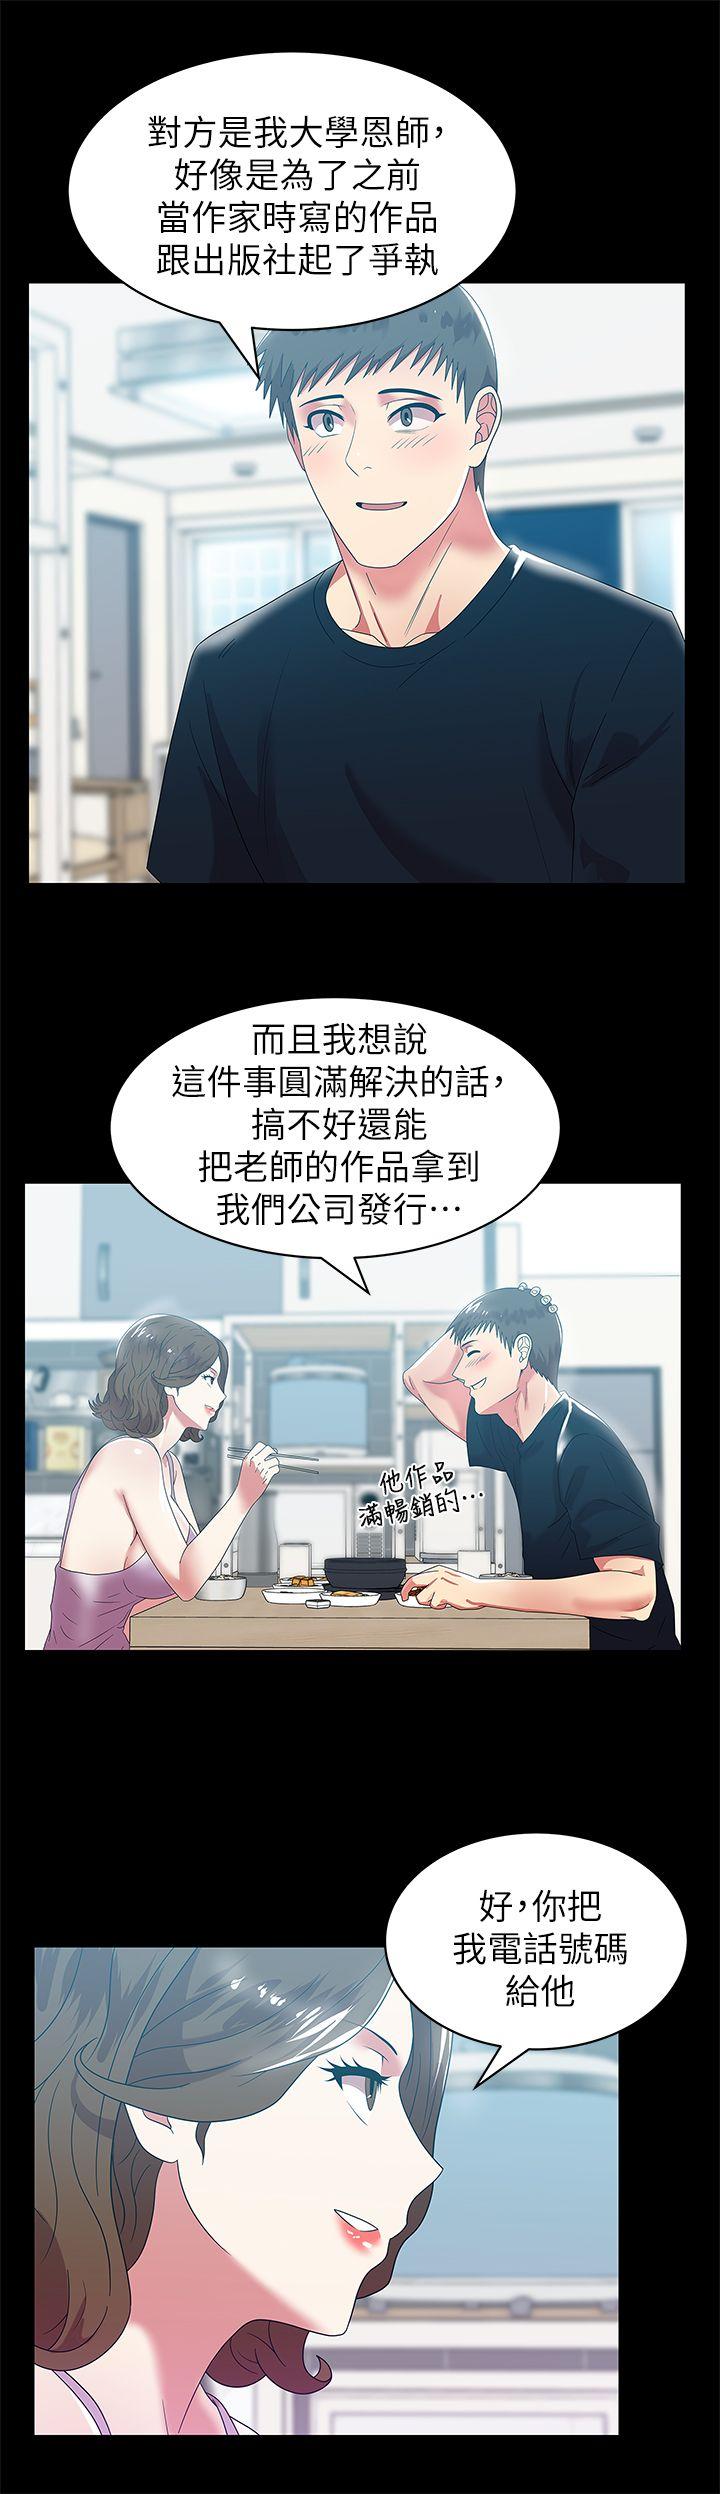 對方是我大學恩師，
好像是為了之前
當作家時寫的作品
跟出版社起了爭執
而且我想說
這件事圓滿解決的話，
搞不好還能
把老師的作品拿到
我們公司發行⋯
他作品
滿暢銷的⋯
好，你把
我電話號碼
給他